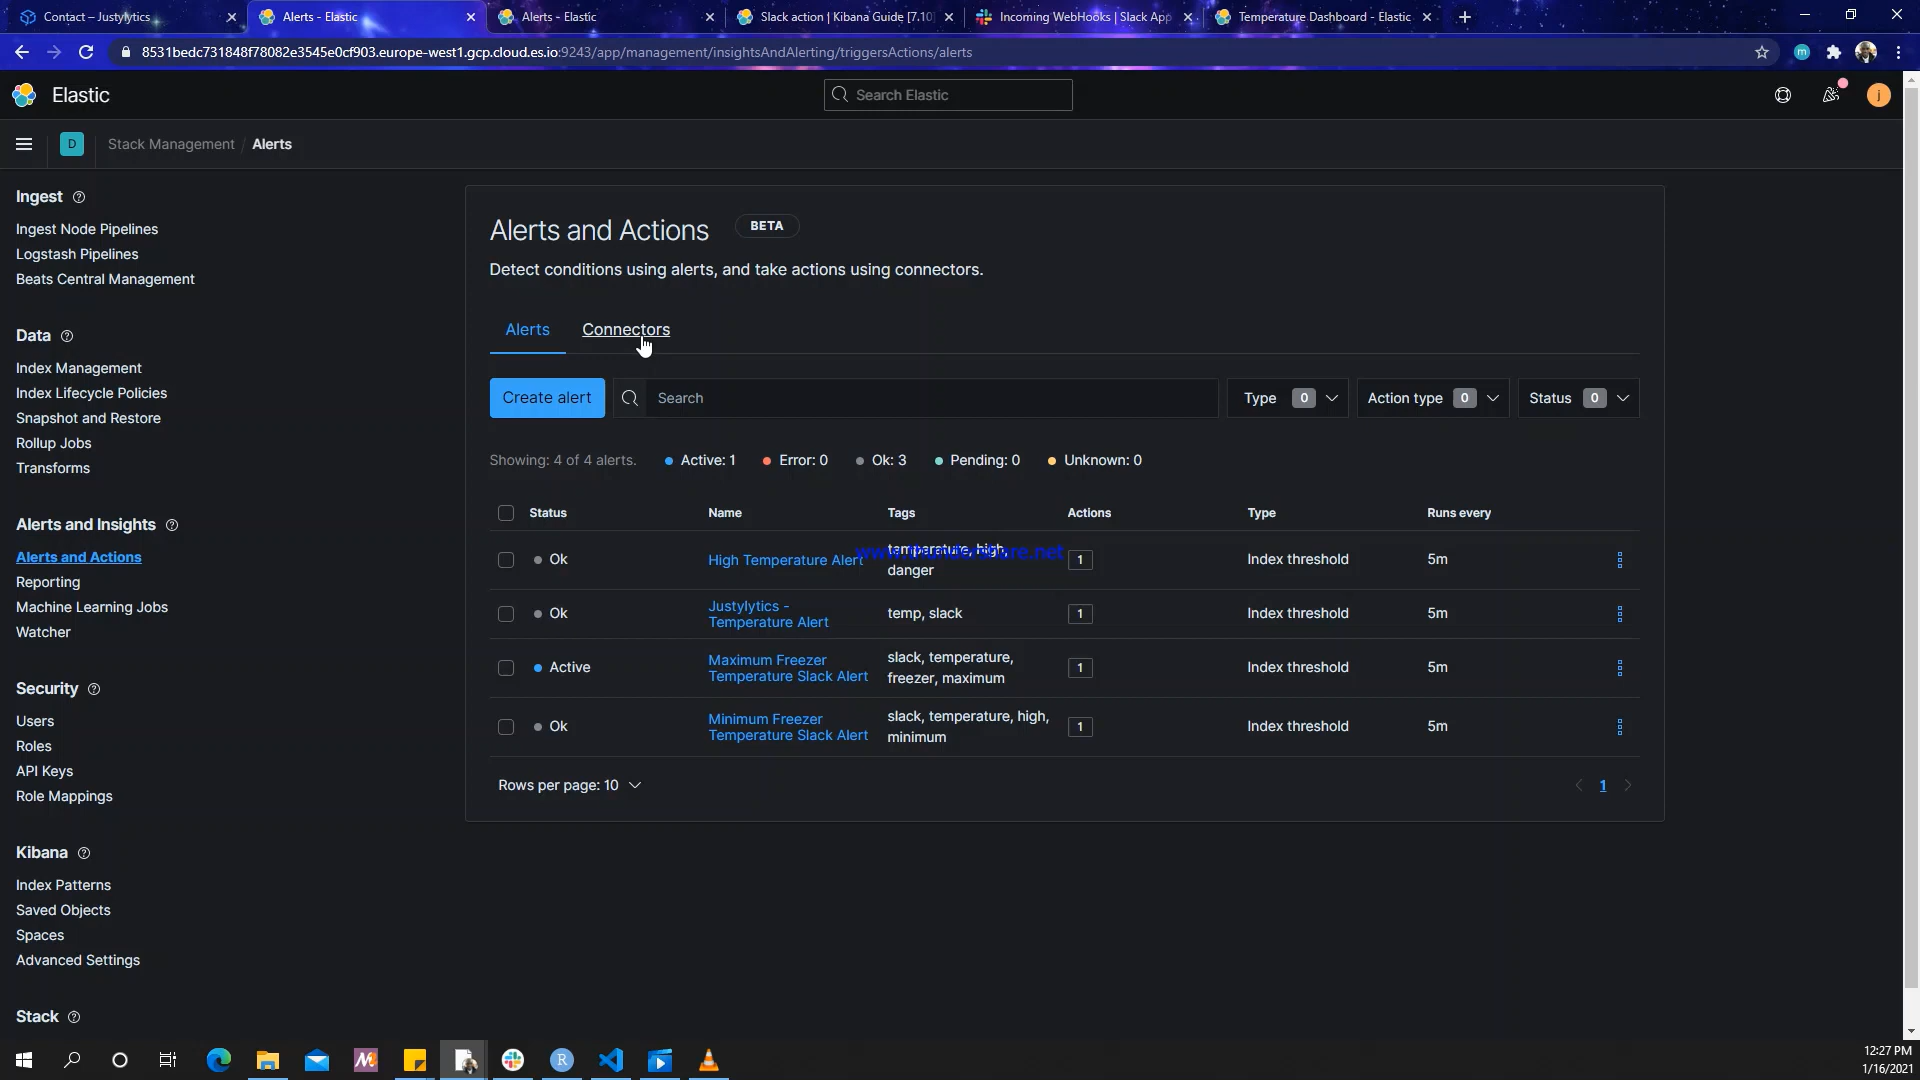 Contact – Justylytics
Alerts - Elastic
Alerts - Elastic
Slack action | Kibana Guide [7.10]
Incoming WebHooks | Slack App
Temperature Dashboard - Elastic
8531bedc731848f78082e3545e0cf903.europe-west1.gcp.cloud.es.io:9243/app/management/insightsAndAlerting/triggersActions/alerts
m
Elastic
Search Elastic
j
D
Stack Management / Alerts
Ingest
Ingest Node Pipelines
Logstash Pipelines
Beats Central Management
Data
Index Management
Index Lifecycle Policies
Snapshot and Restore
Rollup Jobs
Transforms
Alerts and Insights
Alerts and Actions
Reporting
Machine Learning Jobs
Watcher
Security
Users
Roles
API Keys
Role Mappings
Kibana
Index Patterns
Saved Objects
Spaces
Advanced Settings
Stack
Alerts and Actions BETA
Detect conditions using alerts, and take actions using connectors.
Alerts Connectors
Create alert Search Type 0 Action type 0 Status 0
Showing: 4 of 4 alerts. Active: 1 Error: 0 Ok: 3 Pending: 0 Unknown: 0
Status Name Tags Actions Type Runs every
Ok High Temperature Alert temperature, high, danger 1 Index threshold 5m
www.thundershare.net
Ok Justylytics - Temperature Alert temp, slack 1 Index threshold 5m
Active Maximum Freezer Temperature Slack Alert slack, temperature, freezer, maximum 1 Index threshold 5m
Ok Minimum Freezer Temperature Slack Alert slack, temperature, high, minimum 1 Index threshold 5m
Rows per page: 10
1
R
12:27 PM
1/16/2021